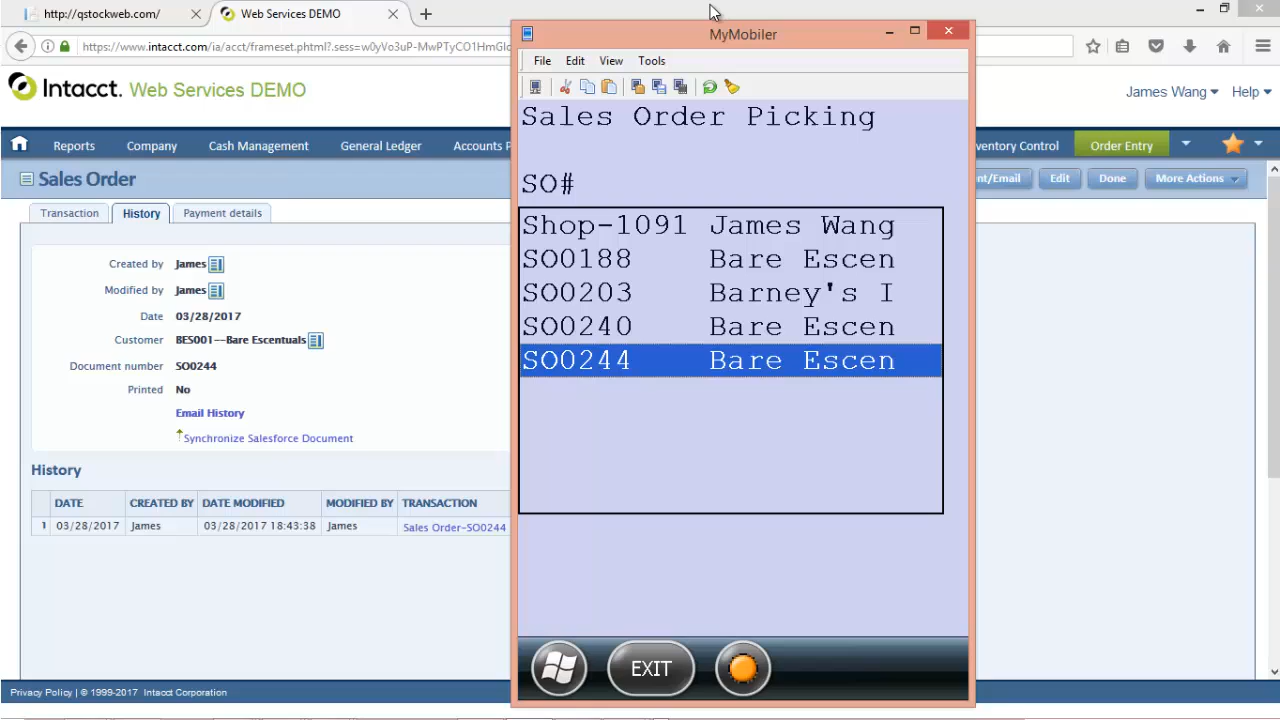 http://qstockweb.com/
Web Services DEMO
https://www.intacct.com/ia/acct/frameset.phtml?.sess=w0yVo3uP-MwPTyCO1HmGlo
Intacct. Web Services DEMO
James Wang
Help
Reports
Company
Cash Management
General Ledger
Accounts P
ventory Control
Order Entry
Sales Order
nt/Email
Edit
Done
More Actions
Transaction
History
Payment details
Created by James
Modified by James
Date 03/28/2017
Customer BES001--Bare Escentuals
Document number SO0244
Printed No
Email History
Synchronize Salesforce Document
History
DATE CREATED BY DATE MODIFIED MODIFIED BY TRANSACTION
1 03/28/2017 James 03/28/2017 18:43:38 James Sales Order-SO0244
Privacy Policy | © 1999-2017 Intacct Corporation
MyMobiler
File Edit View Tools
Sales Order Picking
SO#
Shop-1091 James Wang
SO0188 Bare Escen
SO0203 Barney's I
SO0240 Bare Escen
SO0244 Bare Escen
EXIT